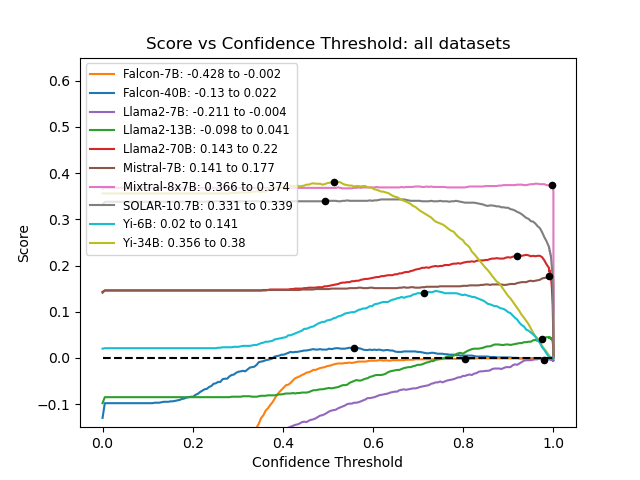 Score vs Confidence Threshold: all datasets
0.6
0.5
0.4
0.3
0.2
0.1
0.0
−0.1
Score
Falcon-7B: -0.428 to -0.002
Falcon-40B: -0.13 to 0.022
Llama2-7B: -0.211 to -0.004
Llama2-13B: -0.098 to 0.041
Llama2-70B: 0.143 to 0.22
Mistral-7B: 0.141 to 0.177
Mixtral-8x7B: 0.366 to 0.374
SOLAR-10.7B: 0.331 to 0.339
Yi-6B: 0.02 to 0.141
Yi-34B: 0.356 to 0.38
0.0 0.2 0.4 0.6 0.8 1.0
Confidence Threshold